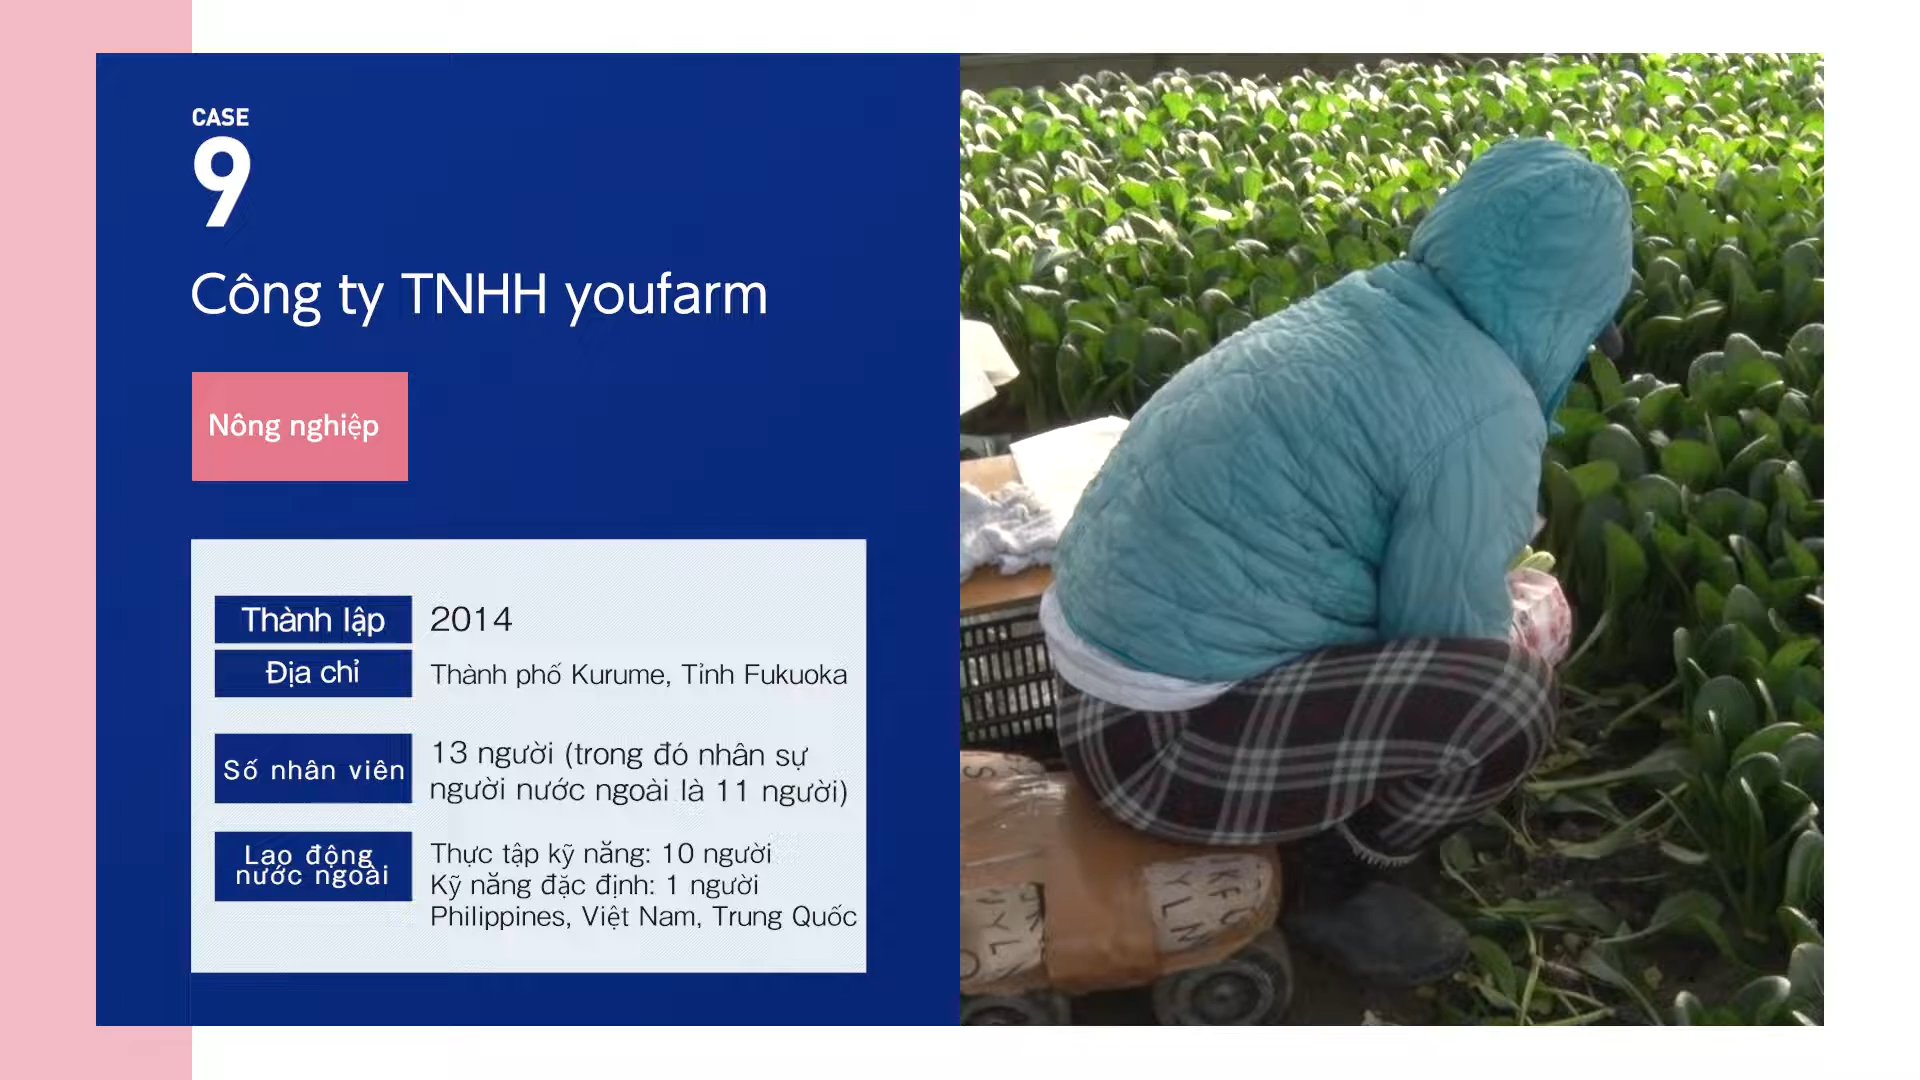 CASE
9
Công ty TNHH youfarm
Nông nghiệp
Thành lập
2014
Địa chỉ
Thành phố Kurume, Tỉnh Fukuoka
Số nhân viên
13 người (trong đó nhân sự
người nước ngoài là 11 người)
Lao động
nước ngoài
Thực tập kỹ năng: 10 người
Kỹ năng đặc định: 1 người
Philippines, Việt Nam, Trung Quốc